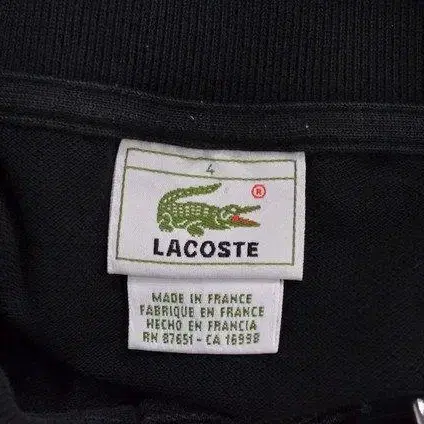 4
®
LACOSTE
MADE IN FRANCE
FABRIQUE EN FRANCE
HECHO EN FRANCIA
RN 87651 - CA 16998